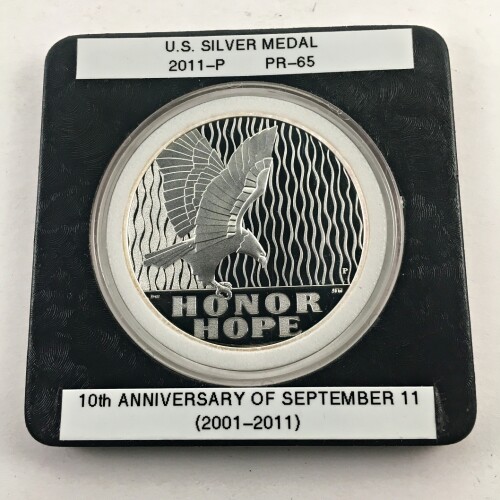 U.S. SILVER MEDAL
2011-P PR-65
P
HONOR
HOPE
10th ANNIVERSARY OF SEPTEMBER 11
(2001-2011)